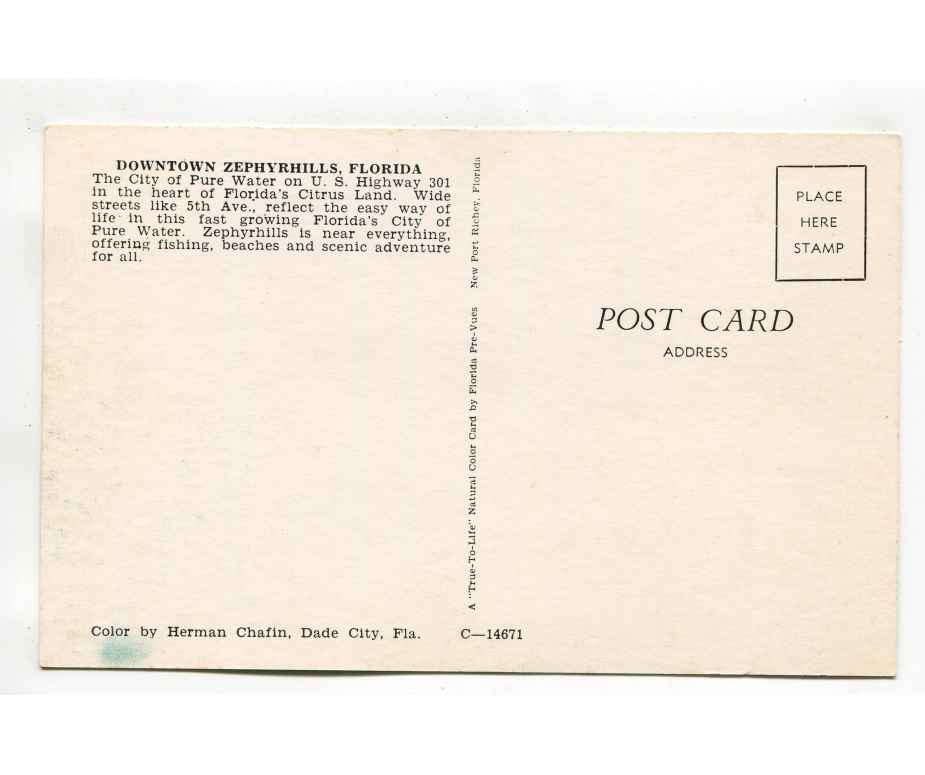 DOWNTOWN ZEPHYRHILLS, FLORIDA
The City of Pure Water on U. S. Highway 301
in the heart of Florida's Citrus Land. Wide
streets like 5th Ave., reflect the easy way of
life in this fast growing Florida's City of
Pure Water. Zephyrhills is near everything,
offering fishing, beaches and scenic adventure
for all.
Color by Herman Chafin, Dade City, Fla.
C—14671
A "True-To-Life" Natural Color Card by Florida Pre-Vues New Port Richey, Florida
PLACE
HERE
STAMP
POST CARD
ADDRESS